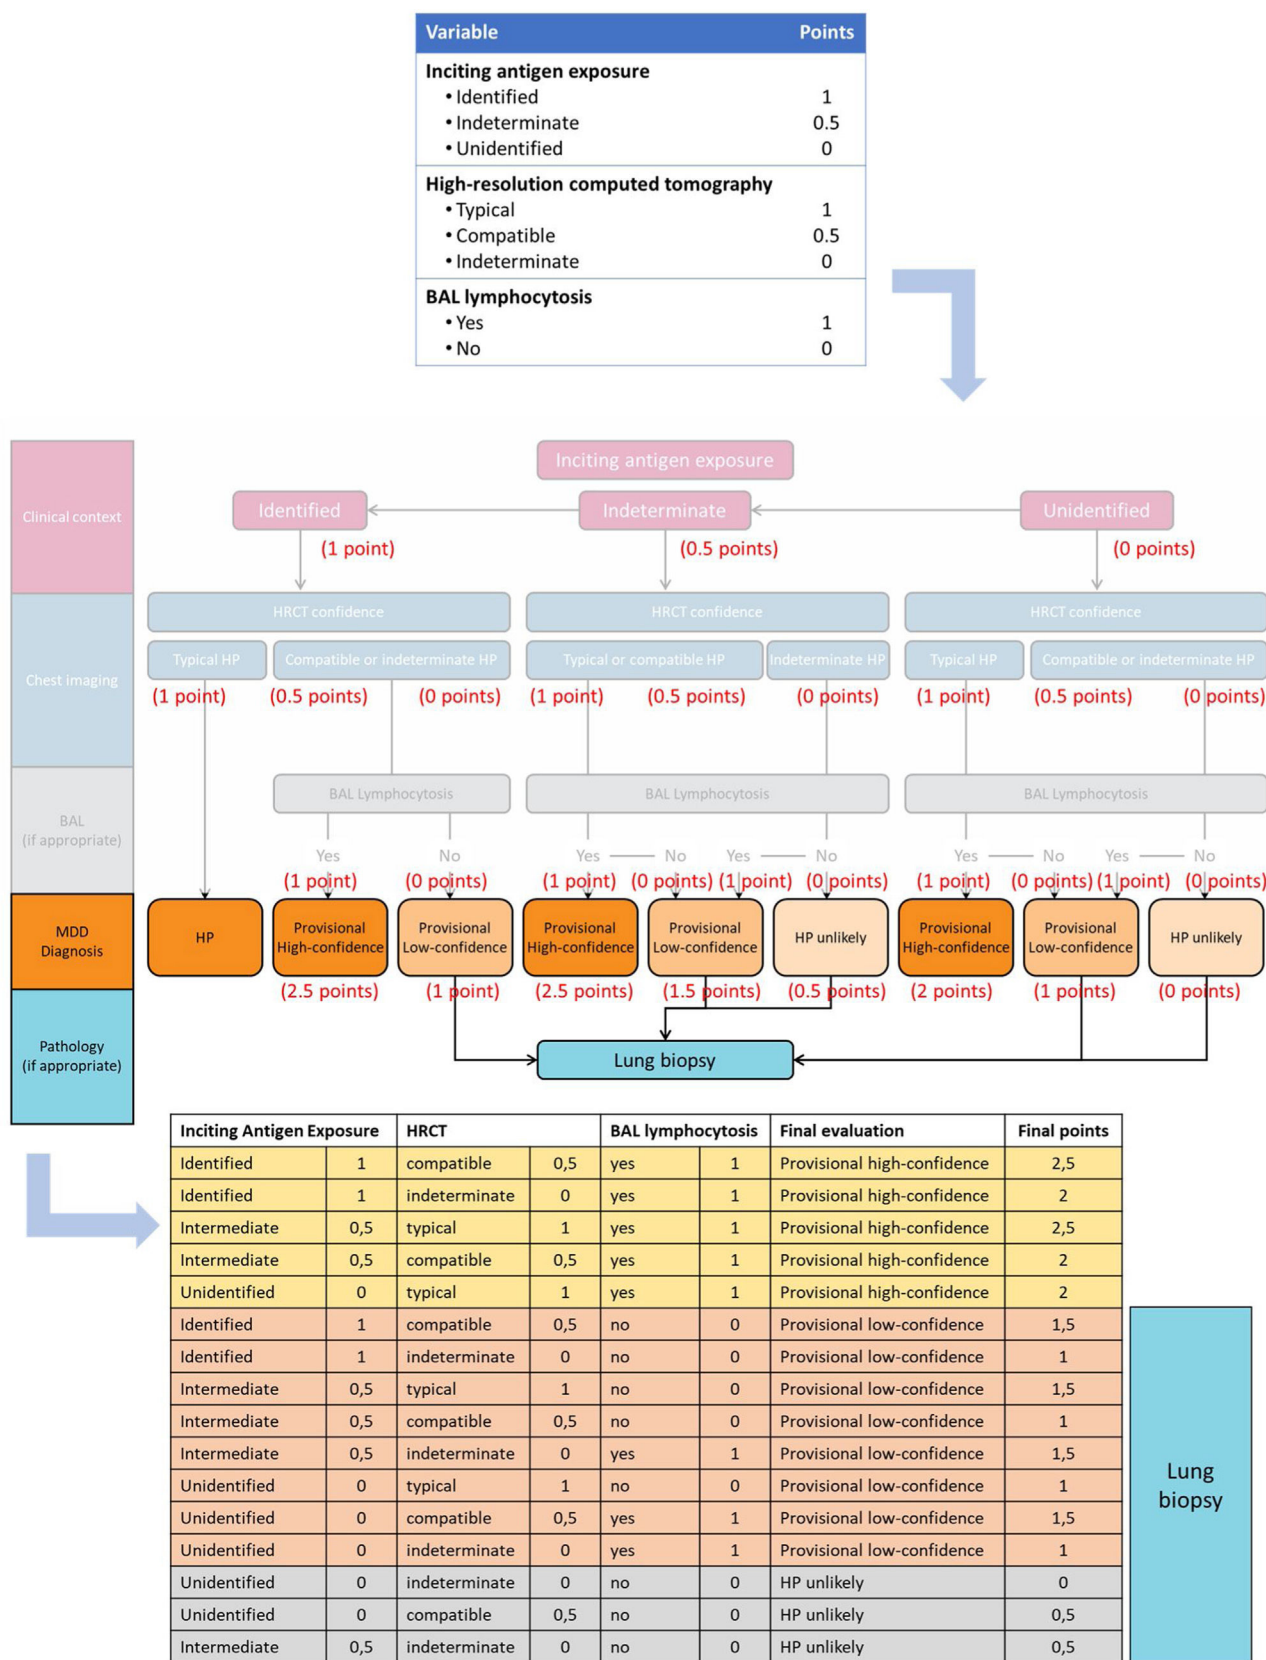 Variable Points
Inciting antigen exposure
• Identified 1
• Indeterminate 0.5
• Unidentified 0
High-resolution computed tomography
• Typical 1
• Compatible 0.5
• Indeterminate 0
BAL lymphocytosis
• Yes 1
• No 0
Inciting antigen exposure
Clinical context
Identified Indeterminate Unidentified
(1 point) (0.5 points) (0 points)
HRCT confidence HRCT confidence HRCT confidence
Chest imaging
Typical HP Compatible or indeterminate HP Typical or compatible HP Indeterminate HP Typical HP Compatible or indeterminate HP
(1 point) (0.5 points) (0 points) (1 point) (0.5 points) (0 points) (1 point) (0.5 points) (0 points)
BAL Lymphocytosis BAL Lymphocytosis BAL Lymphocytosis
BAL
(if appropriate)
Yes No Yes No Yes No Yes No Yes No
(1 point) (0 points) (1 point) (0 points) (1 point) (0 points) (1 point) (0 points) (1 point) (0 points)
MDD
Diagnosis
HP
Provisional
High-confidence
Provisional
Low-confidence
Provisional
High-confidence
Provisional
Low-confidence
HP unlikely
Provisional
High-confidence
Provisional
Low-confidence
HP unlikely
(2.5 points) (1 point) (2.5 points) (1.5 points) (0.5 points) (2 points) (1 point) (0 points)
Pathology
(if appropriate)
Lung biopsy
Inciting Antigen Exposure HRCT BAL lymphocytosis Final evaluation Final points
Identified 1 compatible 0,5 yes 1 Provisional high-confidence 2,5
Identified 1 indeterminate 0 yes 1 Provisional high-confidence 2
Intermediate 0,5 typical 1 yes 1 Provisional high-confidence 2,5
Intermediate 0,5 compatible 0,5 yes 1 Provisional high-confidence 2
Unidentified 0 typical 1 yes 1 Provisional high-confidence 2
Identified 1 compatible 0,5 no 0 Provisional low-confidence 1,5
Identified 1 indeterminate 0 no 0 Provisional low-confidence 1
Intermediate 0,5 typical 1 no 0 Provisional low-confidence 1,5
Intermediate 0,5 compatible 0,5 no 0 Provisional low-confidence 1
Intermediate 0,5 indeterminate 0 yes 1 Provisional low-confidence 1,5
Unidentified 0 typical 1 no 0 Provisional low-confidence 1
Unidentified 0 compatible 0,5 yes 1 Provisional low-confidence 1,5
Unidentified 0 indeterminate 0 yes 1 Provisional low-confidence 1
Unidentified 0 indeterminate 0 no 0 HP unlikely 0
Unidentified 0 compatible 0,5 no 0 HP unlikely 0,5
Intermediate 0,5 indeterminate 0 no 0 HP unlikely 0,5
Lung
biopsy